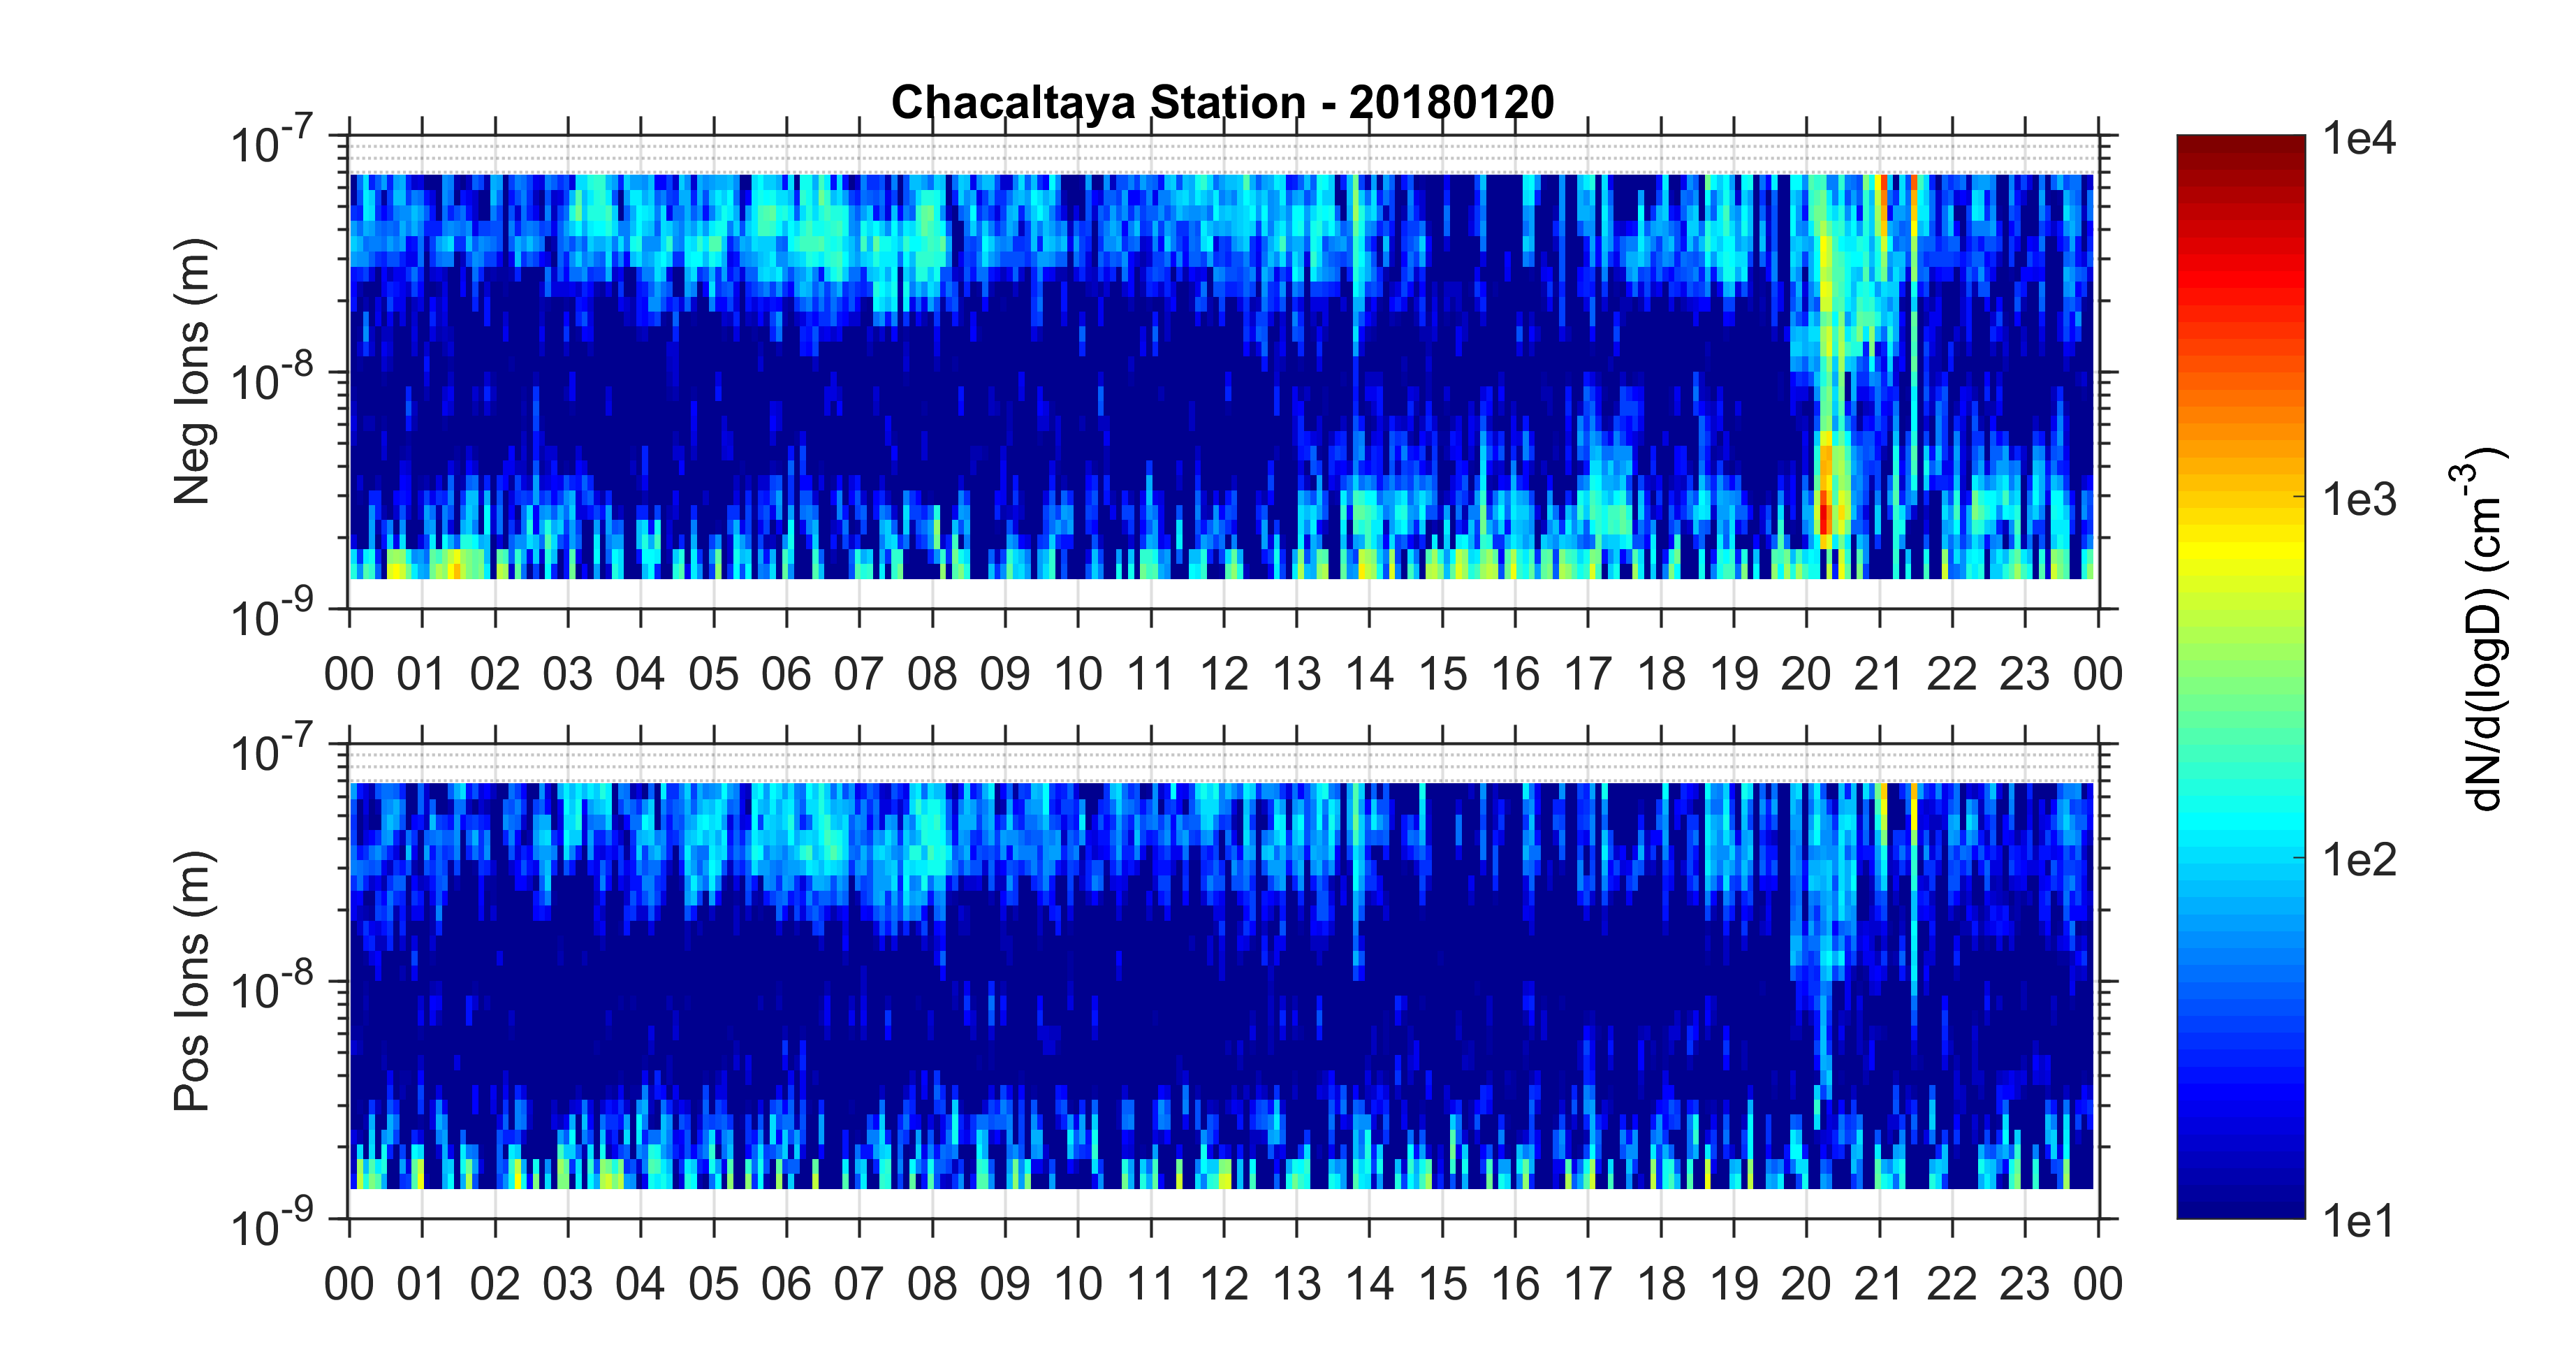 Chacaltaya Station - 20180120
Neg Ions (m)
10-7
10-8
10-9
00 01 02 03 04 05 06 07 08 09 10 11 12 13 14 15 16 17 18 19 20 21 22 23 00
Pos Ions (m)
10-7
10-8
10-9
00 01 02 03 04 05 06 07 08 09 10 11 12 13 14 15 16 17 18 19 20 21 22 23 00
1e4
1e3
1e2
1e1
dN/d(logD) (cm-3)